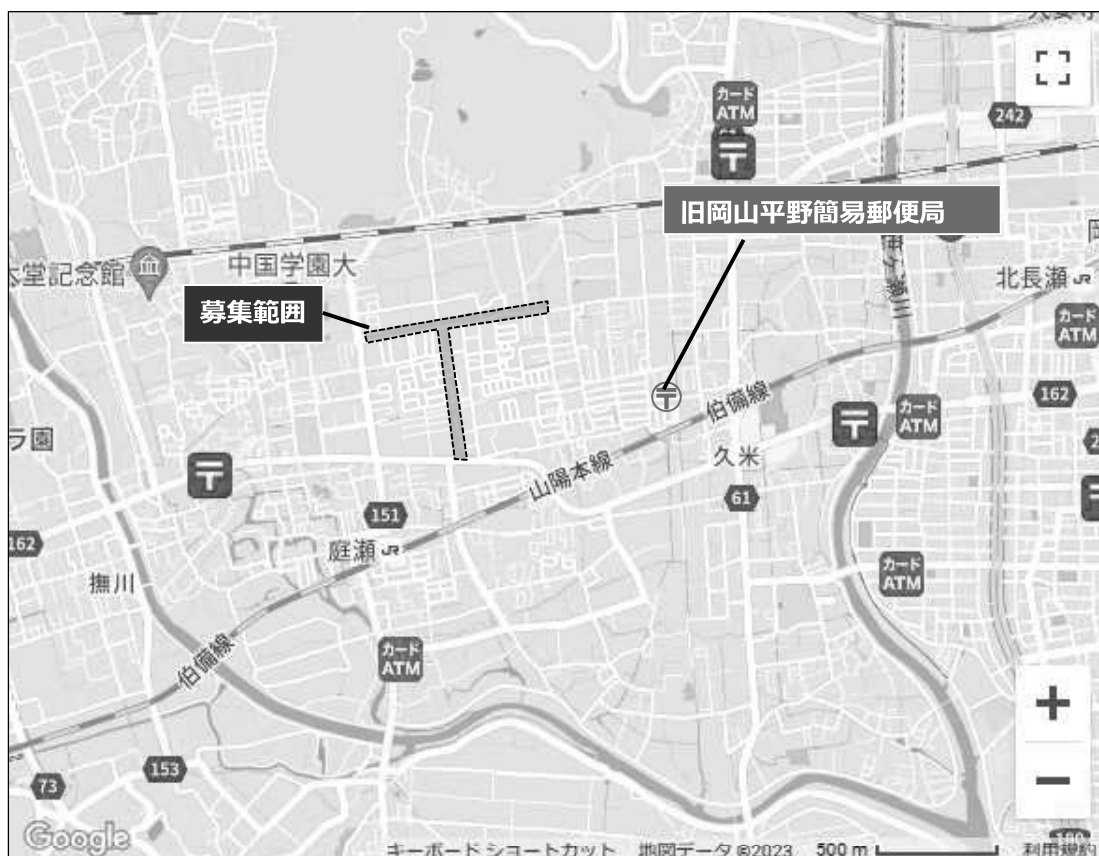 カード
ATM
242
旧岡山平野簡易郵便局
笹ヶ瀬川
北長瀬
中国学園大
堂記念館
募集範囲
カード
ATM
162
伯備線
カード
ATM
ラ園
久米
山陽本線
61
151
162
庭瀬
カード
ATM
撫川
伯備線
カード
ATM
153
73
Google
キーボード ショートカット 地図データ ©2023 500 m 利用規約